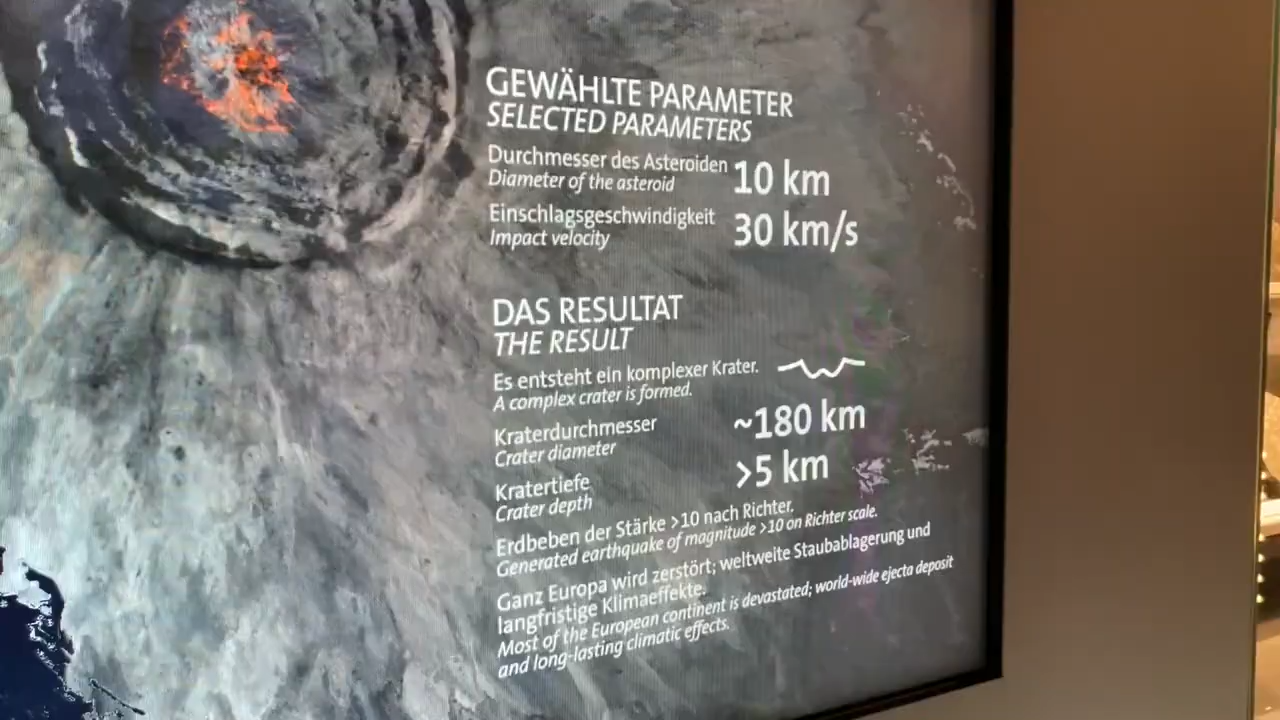 GEWÄHLTE PARAMETER
SELECTED PARAMETERS
Durchmesser des Asteroiden 10 km
Diameter of the asteroid
Einschlagsgeschwindigkeit 30 km/s
Impact velocity
DAS RESULTAT
THE RESULT
Es entsteht ein komplexer Krater.
A complex crater is formed.
Kraterdurchmesser ~180 km
Crater diameter
Kratertiefe >5 km
Crater depth
Erdbeben der Stärke >10 nach Richter.
Generated earthquake of magnitude >10 on Richter scale.
Ganz Europa wird zerstört; weltweite Staubablagerung und
langfristige Klimaeffekte.
Most of the European continent is devastated; world-wide ejecta deposit
and long-lasting climatic effects.